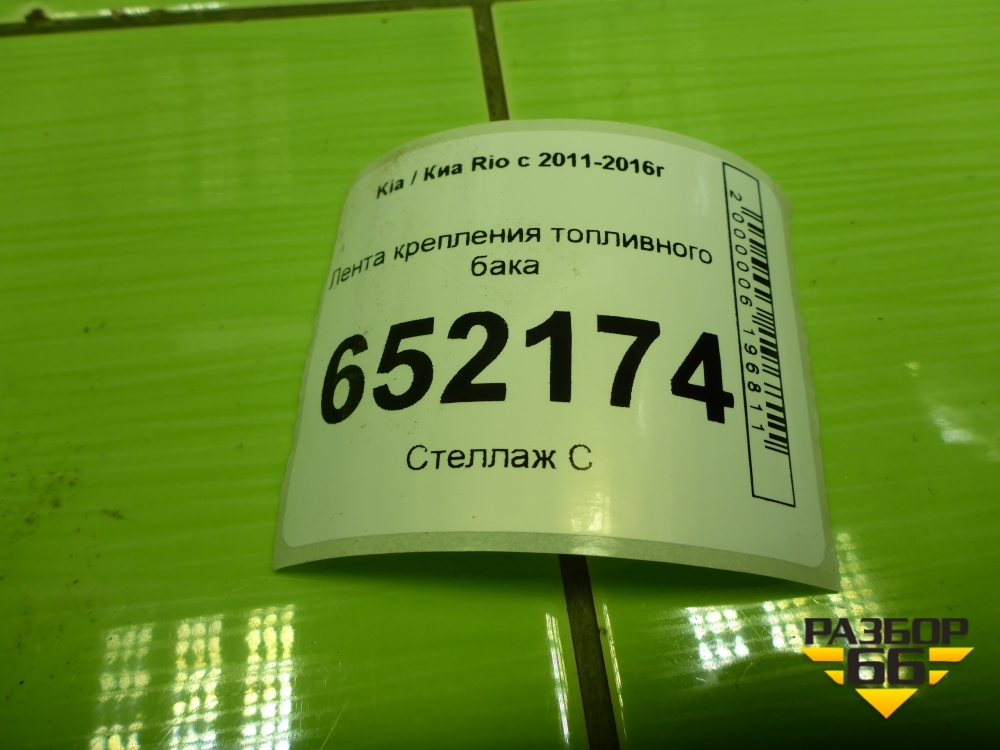 Kia / Киа Rio с 2011-2016г
Лента крепления топливного
бака
652174
Стеллаж С
2000006196811
РАЗБОР
66